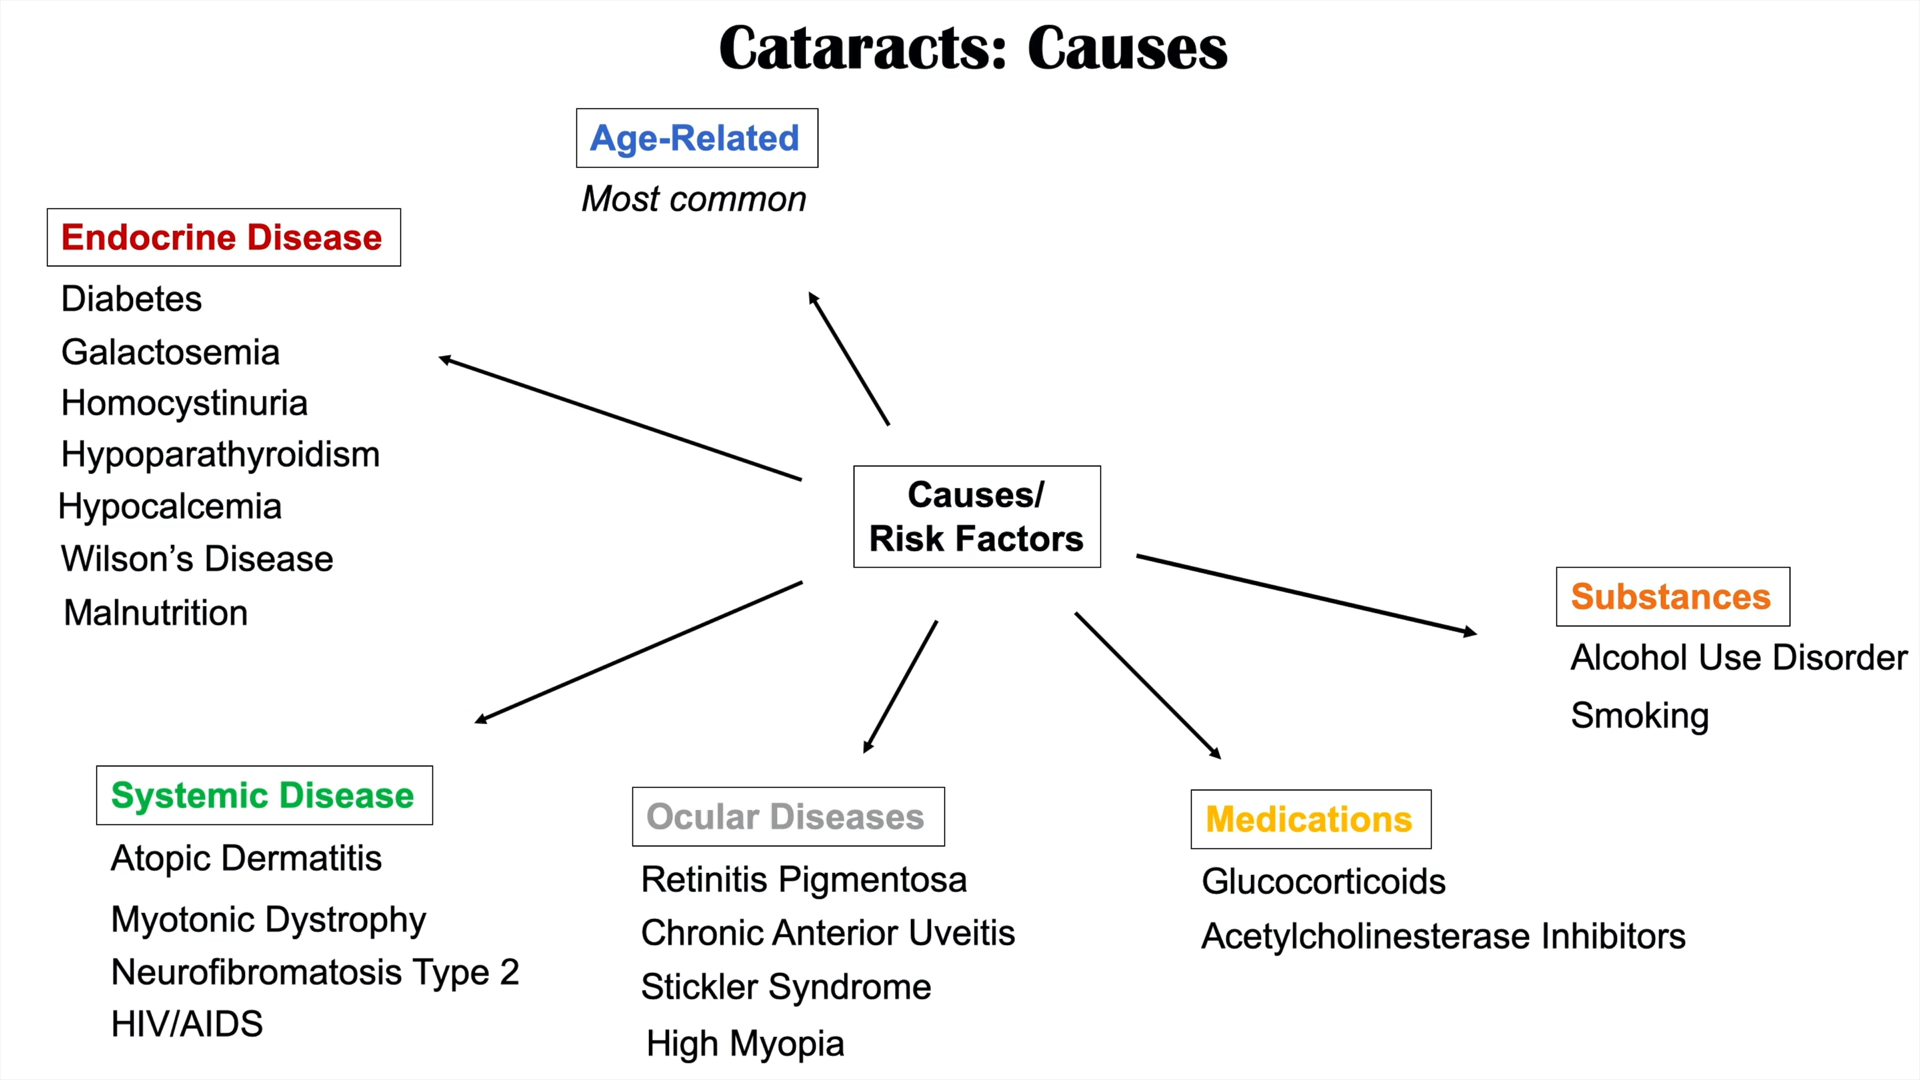 Cataracts: Causes
Age-Related
Most common
Endocrine Disease
Diabetes
Galactosemia
Homocystinuria
Hypoparathyroidism
Hypocalcemia
Wilson’s Disease
Malnutrition
Causes/
Risk Factors
Substances
Alcohol Use Disorder
Smoking
Systemic Disease
Atopic Dermatitis
Myotonic Dystrophy
Neurofibromatosis Type 2
HIV/AIDS
Ocular Diseases
Retinitis Pigmentosa
Chronic Anterior Uveitis
Stickler Syndrome
High Myopia
Medications
Glucocorticoids
Acetylcholinesterase Inhibitors